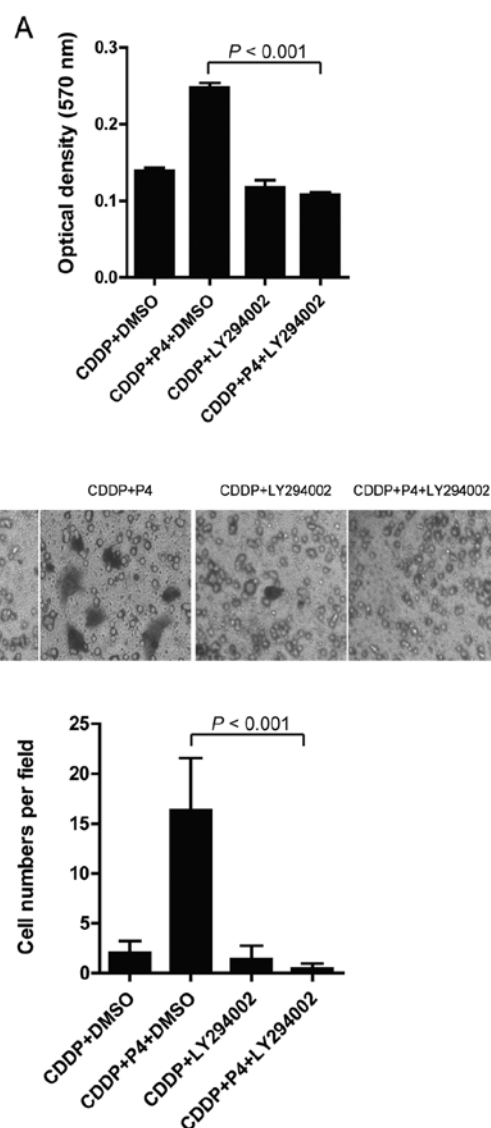 A
P < 0.001
0.3
0.2
0.1
0.0
Optical density (570 nm)
CDDP+DMSO
CDDP+P4+DMSO
CDDP+LY294002
CDDP+P4+LY294002
CDDP+P4 CDDP+LY294002 CDDP+P4+LY294002
P < 0.001
25
20
15
10
5
0
Cell numbers per field
CDDP+DMSO
CDDP+P4+DMSO
CDDP+LY294002
CDDP+P4+LY294002